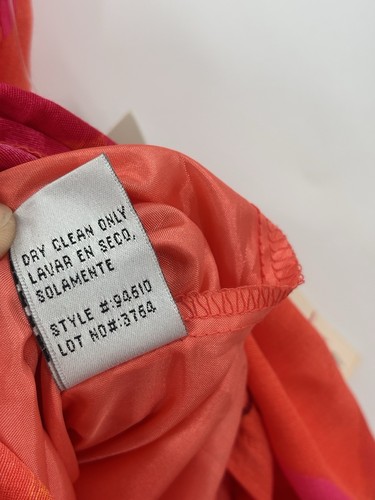 DRY CLEAN ONLY
LAVAR EN SECO,
SOLAMENTE
STYLE #:94610
LOT NO#:3764